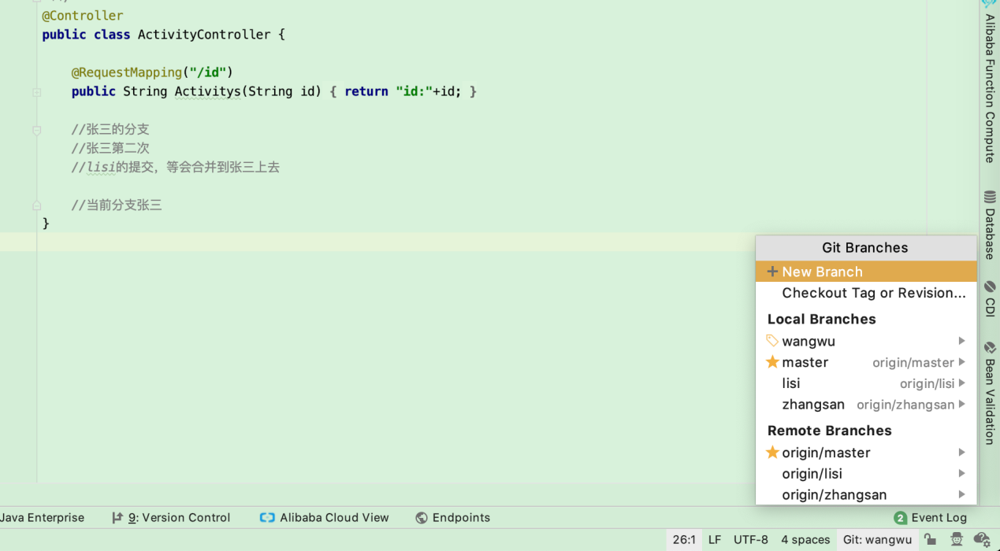 @Controller
public class ActivityController {
@RequestMapping("/id")
public String Activitys(String id) { return "id:"+id; }
//张三的分支
//张三第二次
//lisi的提交，等会合并到张三上去
//当前分支张三
}
Git Branches
New Branch
Checkout Tag or Revision...
Local Branches
wangwu
master origin/master
lisi origin/lisi
zhangsan origin/zhangsan
Remote Branches
origin/master
origin/lisi
origin/zhangsan
Alibaba Function Compute
Database
CDI
Bean Validation
Java Enterprise 9: Version Control Alibaba Cloud View Endpoints 2 Event Log
26:1 LF UTF-8 4 spaces Git: wangwu